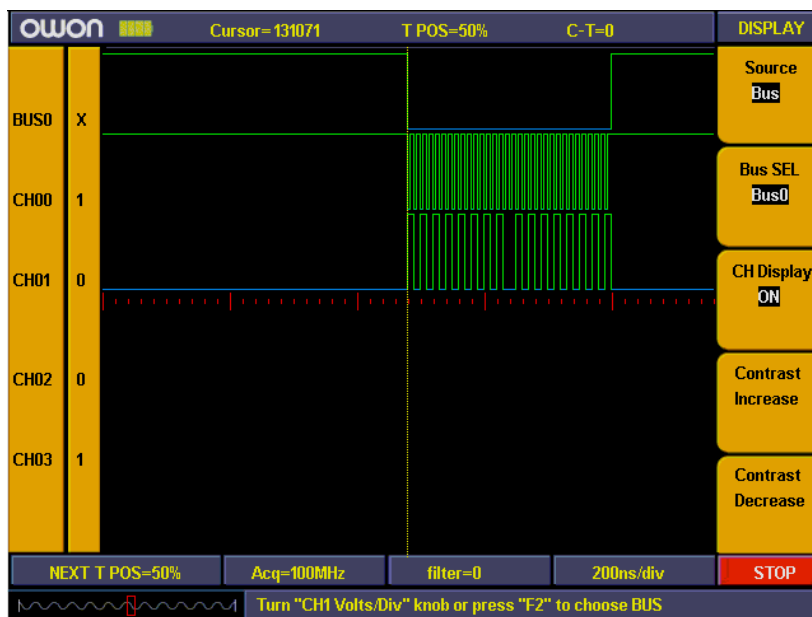 OWON Cursor=131071 T POS=50% C-T=0 DISPLAY
Source
Bus
BUS0 X
Bus SEL
Bus0
CH00 1
CH01 0
CH Display
ON
CH02 0
Contrast
Increase
CH03 1
Contrast
Decrease
NEXT T POS=50% Acq=100MHz filter=0 200ns/div STOP
Turn "CH1 Volts/Div" knob or press "F2" to choose BUS